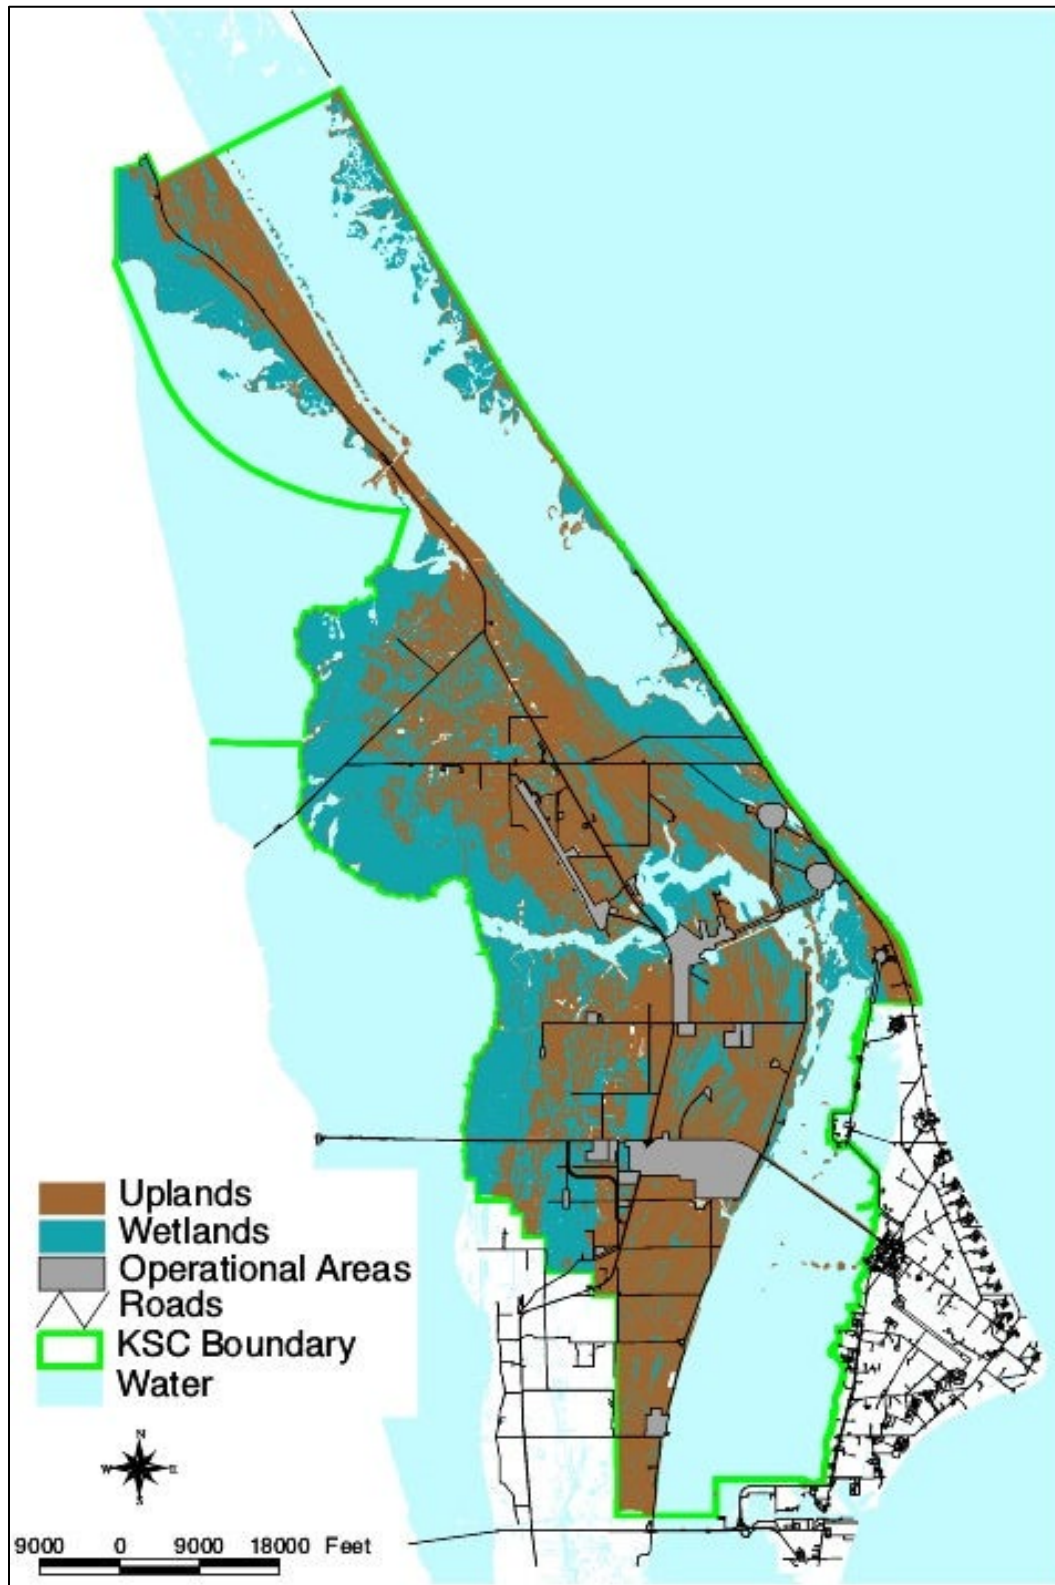 Uplands
Wetlands
Operational Areas
Roads
KSC Boundary
Water
N
W E
S
9000 0 9000 18000 Feet